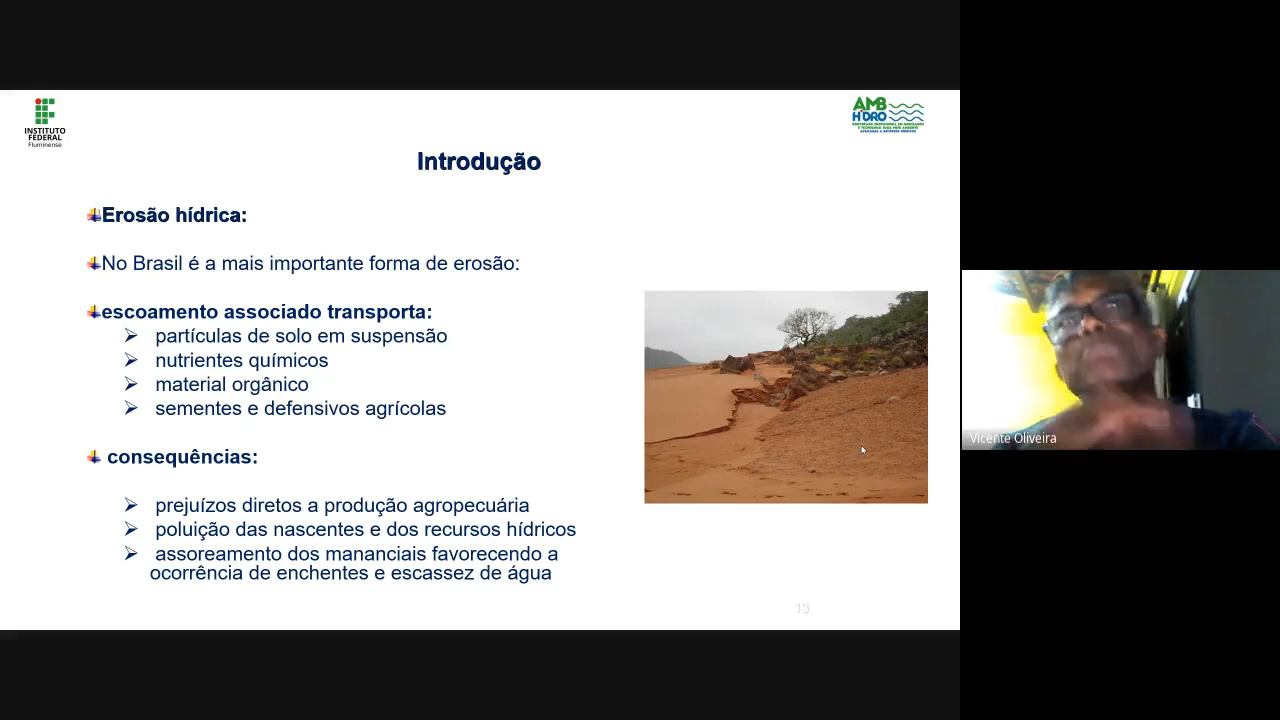 INSTITUTO
FEDERAL
Fluminense
AMB
HIDRO
Introdução
Erosão hídrica:
No Brasil é a mais importante forma de erosão:
escoamento associado transporta:
partículas de solo em suspensão
nutrientes químicos
material orgânico
sementes e defensivos agrícolas
consequências:
prejuízos diretos a produção agropecuária
poluição das nascentes e dos recursos hídricos
assoreamento dos mananciais favorecendo a
ocorrência de enchentes e escassez de água
13
Vicente Oliveira